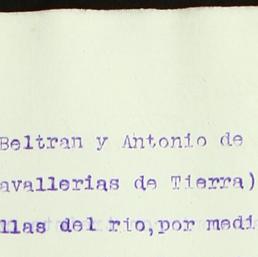 Beltran y Antonio de
avallerias de Tierra)
llas del rio,por medi